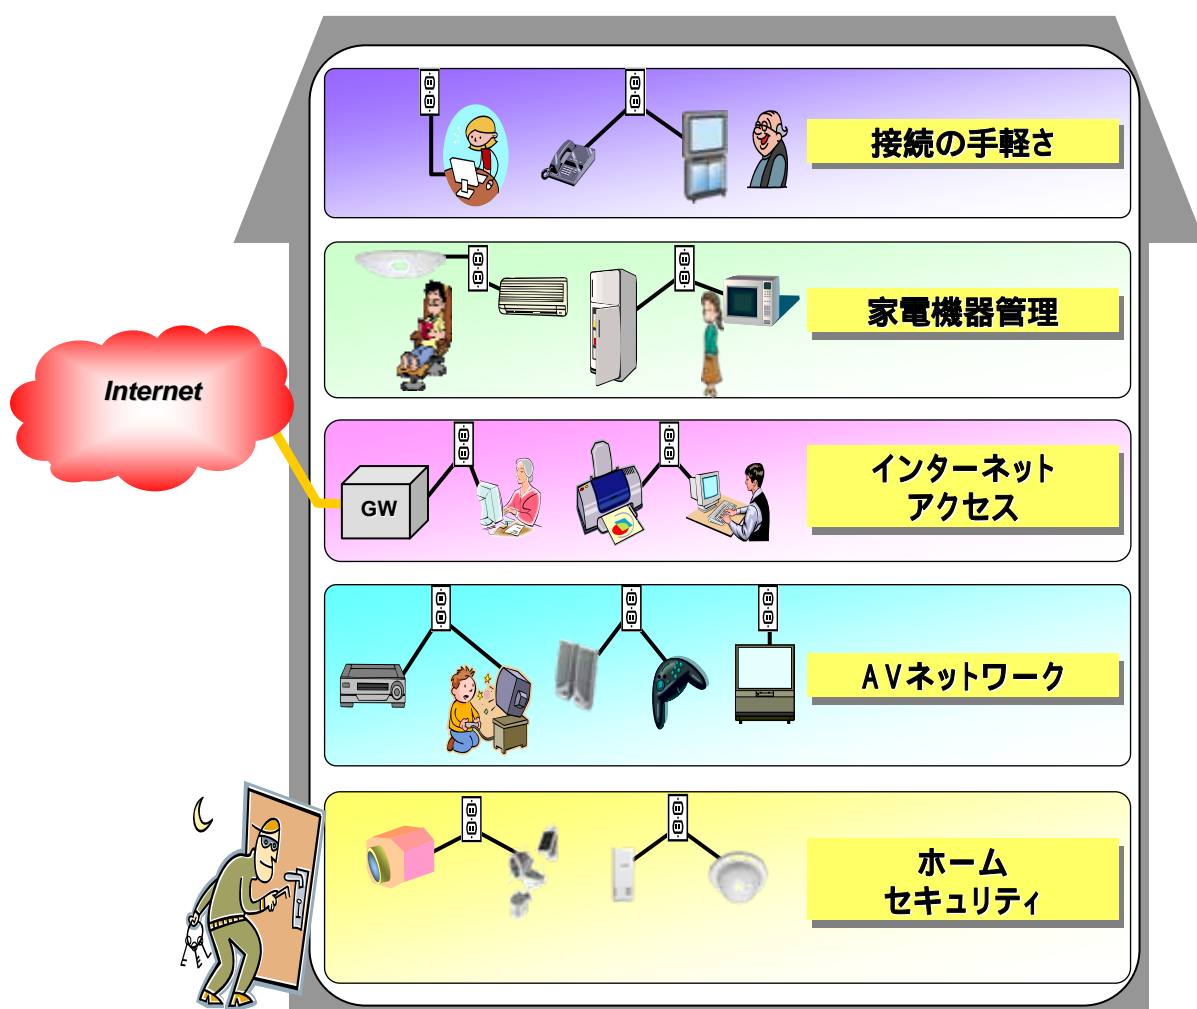 接続の手軽さ
家電機器管理
Internet
インターネット
アクセス
GW
AVネットワーク
ホーム
セキュリティ